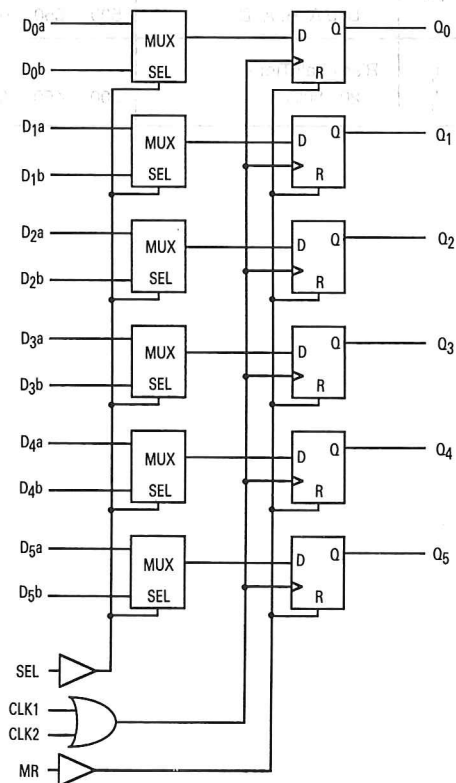 D0a MUX D Q Q0
D0b SEL R
D1a MUX D Q Q1
D1b SEL R
D2a MUX D Q Q2
D2b SEL R
D3a MUX D Q Q3
D3b SEL R
D4a MUX D Q Q4
D4b SEL R
D5a MUX D Q Q5
D5b SEL R
SEL
CLK1
CLK2
MR